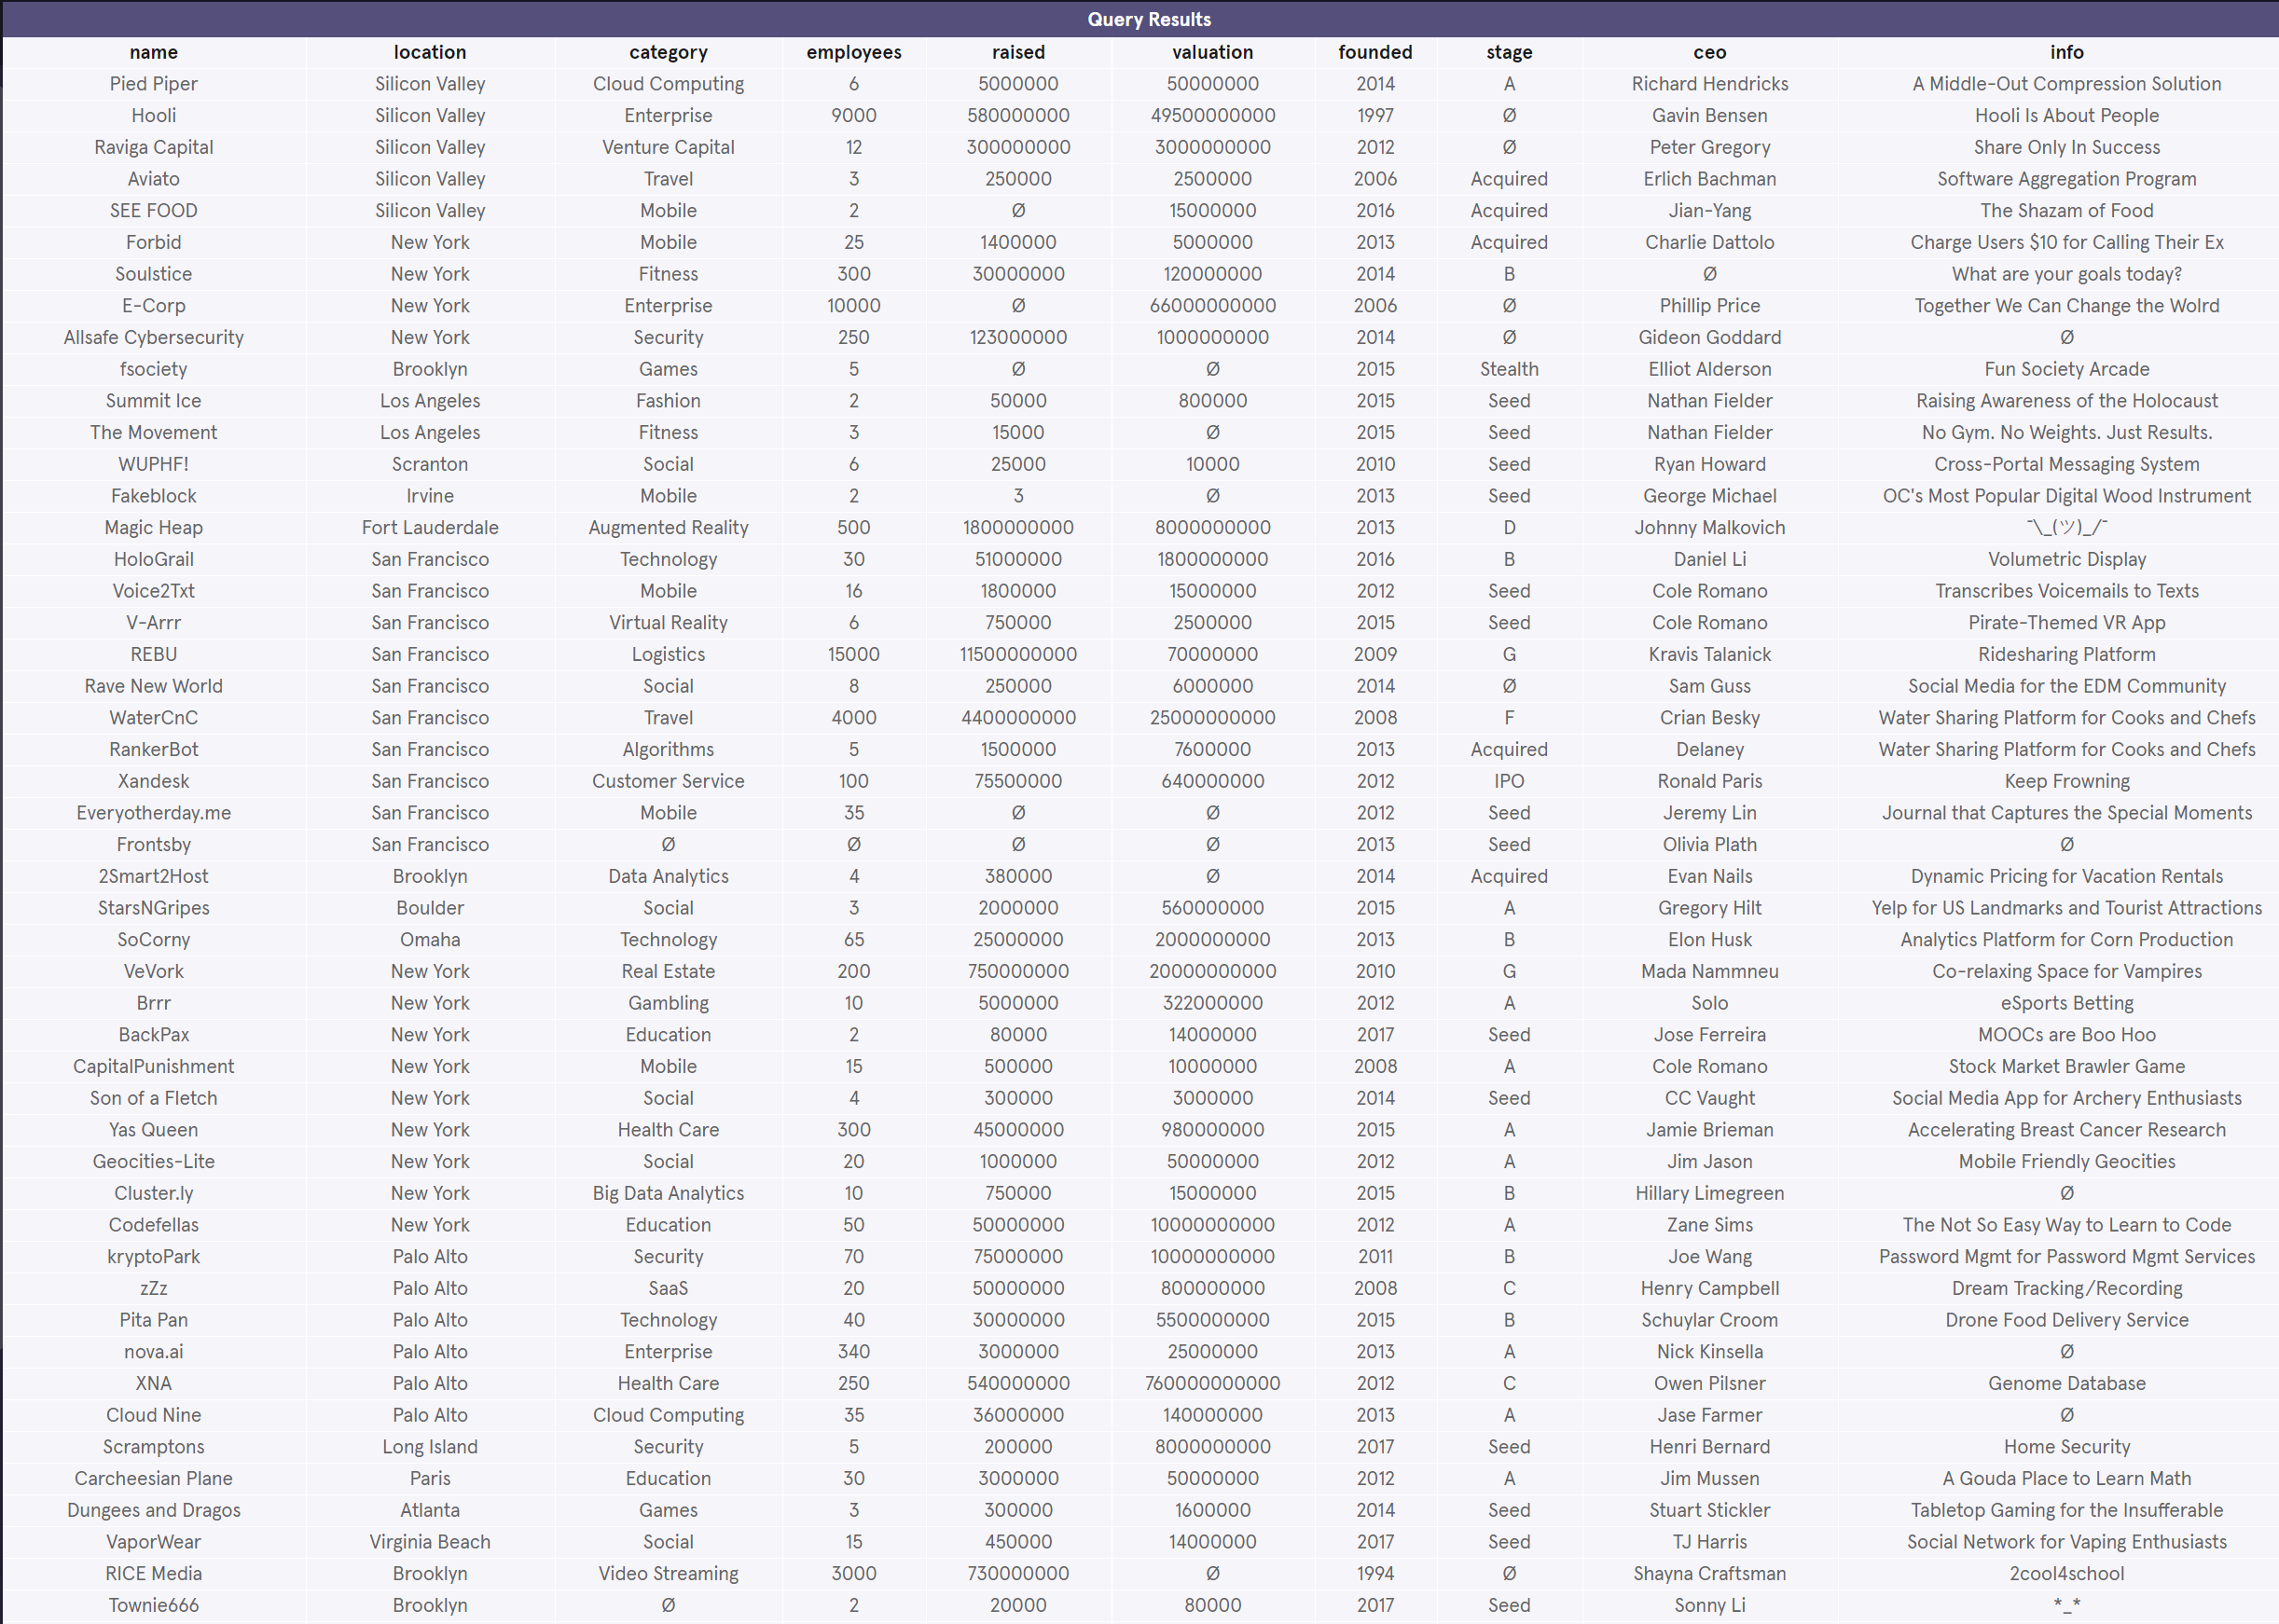 Query Results
name location category employees raised valuation founded stage ceo info
Pied Piper Silicon Valley Cloud Computing 6 5000000 50000000 2014 A Richard Hendricks A Middle-Out Compression Solution
Hooli Silicon Valley Enterprise 9000 580000000 49500000000 1997 Ø Gavin Bensen Hooli Is About People
Raviga Capital Silicon Valley Venture Capital 12 300000000 3000000000 2012 Ø Peter Gregory Share Only In Success
Aviato Silicon Valley Travel 3 250000 2500000 2006 Acquired Erlich Bachman Software Aggregation Program
SEE FOOD Silicon Valley Mobile 2 Ø 15000000 2016 Acquired Jian-Yang The Shazam of Food
Forbid New York Mobile 25 1400000 5000000 2013 Acquired Charlie Dattolo Charge Users $10 for Calling Their Ex
Soulstice New York Fitness 300 30000000 120000000 2014 B Ø What are your goals today?
E-Corp New York Enterprise 10000 Ø 66000000000 2006 Ø Phillip Price Together We Can Change the Wolrd
Allsafe Cybersecurity New York Security 250 123000000 1000000000 2014 Ø Gideon Goddard Ø
fsociety Brooklyn Games 5 Ø Ø 2015 Stealth Elliot Alderson Fun Society Arcade
Summit Ice Los Angeles Fashion 2 50000 800000 2015 Seed Nathan Fielder Raising Awareness of the Holocaust
The Movement Los Angeles Fitness 3 15000 Ø 2015 Seed Nathan Fielder No Gym. No Weights. Just Results.
WUPHF! Scranton Social 6 25000 10000 2010 Seed Ryan Howard Cross-Portal Messaging System
Fakeblock Irvine Mobile 2 3 Ø 2013 Seed George Michael OC's Most Popular Digital Wood Instrument
Magic Heap Fort Lauderdale Augmented Reality 500 1800000000 8000000000 2013 D Johnny Malkovich ¯\_(ツ)_/¯
HoloGrail San Francisco Technology 30 51000000 1800000000 2016 B Daniel Li Volumetric Display
Voice2Txt San Francisco Mobile 16 1800000 15000000 2012 Seed Cole Romano Transcribes Voicemails to Texts
V-Arrr San Francisco Virtual Reality 6 750000 2500000 2015 Seed Cole Romano Pirate-Themed VR App
REBU San Francisco Logistics 15000 11500000000 70000000 2009 G Kravis Talanick Ridesharing Platform
Rave New World San Francisco Social 8 250000 6000000 2014 Ø Sam Guss Social Media for the EDM Community
WaterCnC San Francisco Travel 4000 4400000000 25000000000 2008 F Crian Besky Water Sharing Platform for Cooks and Chefs
RankerBot San Francisco Algorithms 5 1500000 7600000 2013 Acquired Delaney Water Sharing Platform for Cooks and Chefs
Xandesk San Francisco Customer Service 100 75500000 640000000 2012 IPO Ronald Paris Keep Frowning
Everyotherday.me San Francisco Mobile 35 Ø Ø 2012 Seed Jeremy Lin Journal that Captures the Special Moments
Frontsby San Francisco Ø Ø Ø Ø 2013 Seed Olivia Plath Ø
2Smart2Host Brooklyn Data Analytics 4 380000 Ø 2014 Acquired Evan Nails Dynamic Pricing for Vacation Rentals
StarsNGripes Boulder Social 3 2000000 560000000 2015 A Gregory Hilt Yelp for US Landmarks and Tourist Attractions
SoCorny Omaha Technology 65 25000000 2000000000 2013 B Elon Husk Analytics Platform for Corn Production
VeVork New York Real Estate 200 750000000 20000000000 2010 G Mada Nammneu Co-relaxing Space for Vampires
Brrr New York Gambling 10 5000000 322000000 2012 A Solo eSports Betting
BackPax New York Education 2 80000 14000000 2017 Seed Jose Ferreira MOOCs are Boo Hoo
CapitalPunishment New York Mobile 15 500000 10000000 2008 A Cole Romano Stock Market Brawler Game
Son of a Fletch New York Social 4 300000 3000000 2014 Seed CC Vaught Social Media App for Archery Enthusiasts
Yas Queen New York Health Care 300 45000000 980000000 2015 A Jamie Brieman Accelerating Breast Cancer Research
Geocities-Lite New York Social 20 1000000 50000000 2012 A Jim Jason Mobile Friendly Geocities
Cluster.ly New York Big Data Analytics 10 750000 15000000 2015 B Hillary Limegreen Ø
Codefellas New York Education 50 50000000 10000000000 2012 A Zane Sims The Not So Easy Way to Learn to Code
kryptoPark Palo Alto Security 70 75000000 10000000000 2011 B Joe Wang Password Mgmt for Password Mgmt Services
zZz Palo Alto SaaS 20 50000000 800000000 2008 C Henry Campbell Dream Tracking/Recording
Pita Pan Palo Alto Technology 40 30000000 5500000000 2015 B Schuylar Croom Drone Food Delivery Service
nova.ai Palo Alto Enterprise 340 3000000 25000000 2013 A Nick Kinsella Ø
XNA Palo Alto Health Care 250 540000000 760000000000 2012 C Owen Pilsner Genome Database
Cloud Nine Palo Alto Cloud Computing 35 36000000 140000000 2013 A Jase Farmer Ø
Scramptons Long Island Security 5 200000 8000000000 2017 Seed Henri Bernard Home Security
Carcheesian Plane Paris Education 30 3000000 50000000 2012 A Jim Mussen A Gouda Place to Learn Math
Dungees and Dragos Atlanta Games 3 300000 1600000 2014 Seed Stuart Stickler Tabletop Gaming for the Insufferable
VaporWear Virginia Beach Social 15 450000 14000000 2017 Seed TJ Harris Social Network for Vaping Enthusiasts
RICE Media Brooklyn Video Streaming 3000 730000000 Ø 1994 Ø Shayna Craftsman 2cool4school
Townie666 Brooklyn Ø 2 20000 80000 2017 Seed Sonny Li *_*